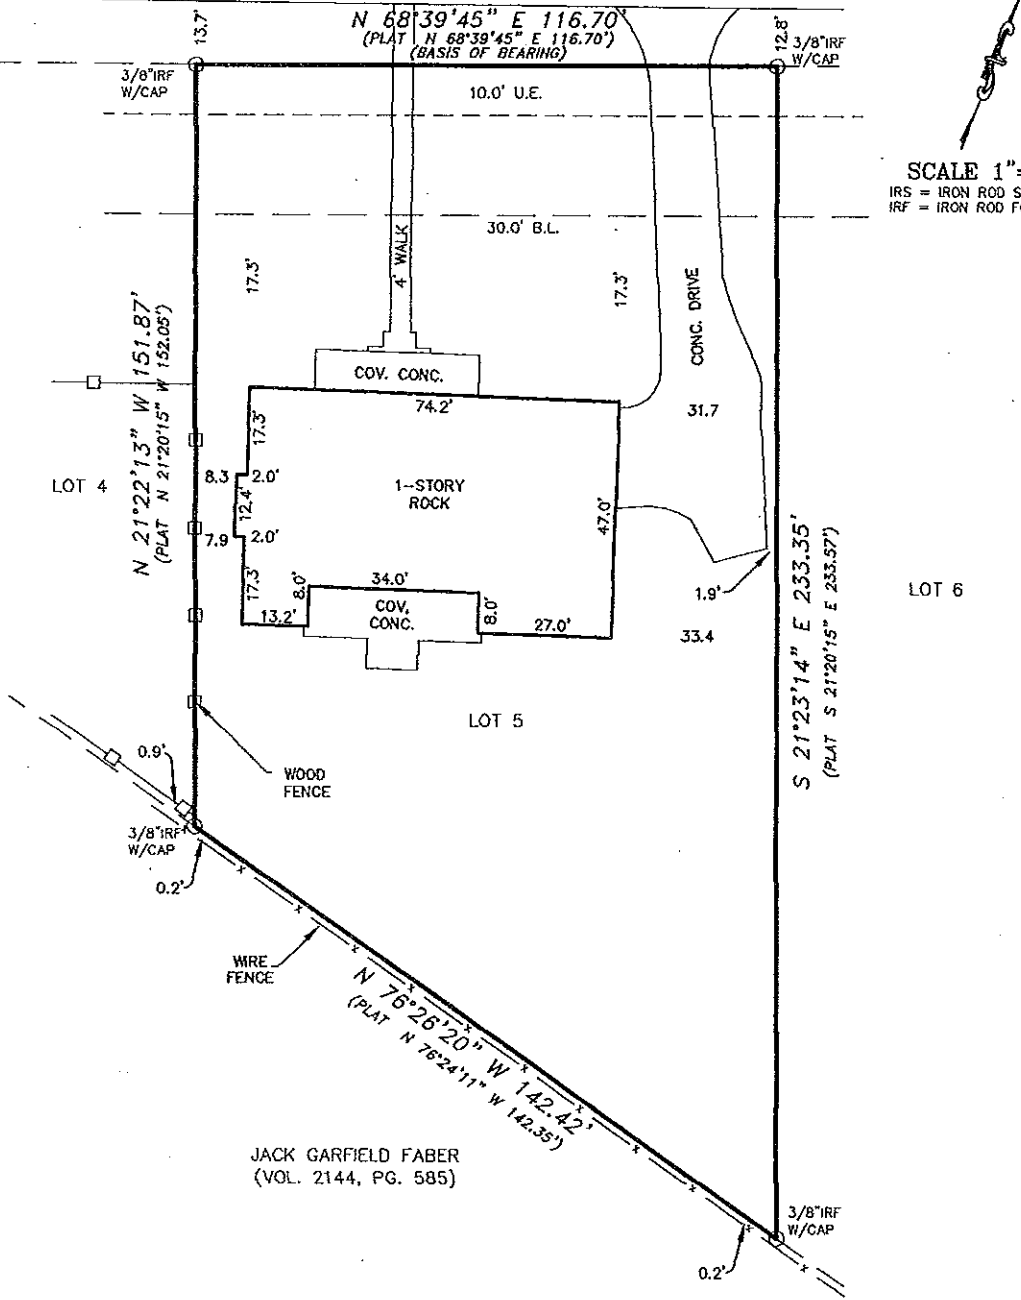 N 68°39'45" E 116.70'
(PLAT N 68°39'45" E 116.70')
(BASIS OF BEARING)
13.7'
12.8'
3/8"IRF
W/CAP
3/8"IRF
W/CAP
10.0' U.E.
SCALE 1"=
IRS = IRON ROD S
IRF = IRON ROD F
30.0' B.L.
4' WALK
17.3'
17.3'
CONC. DRIVE
N 21°22'13" W 151.87'
(PLAT N 21°20'15" W 152.05')
COV. CONC.
74.2'
31.7
17.3'
LOT 4
8.3
2.0'
12.4'
1-STORY
ROCK
47.0'
7.9
2.0'
17.3'
8.0'
34.0'
13.2'
COV.
CONC.
8.0'
27.0'
1.9'
33.4
S 21°23'14" E 233.35'
(PLAT S 21°20'15" E 233.57')
LOT 6
LOT 5
0.9'
WOOD
FENCE
3/8"IRF
W/CAP
0.2'
WIRE
FENCE
N 76°26'20" W 142.42'
(PLAT N 76°24'11" W 142.35')
JACK GARFIELD FABER
(VOL. 2144, PG. 585)
3/8"IRF
W/CAP
0.2'